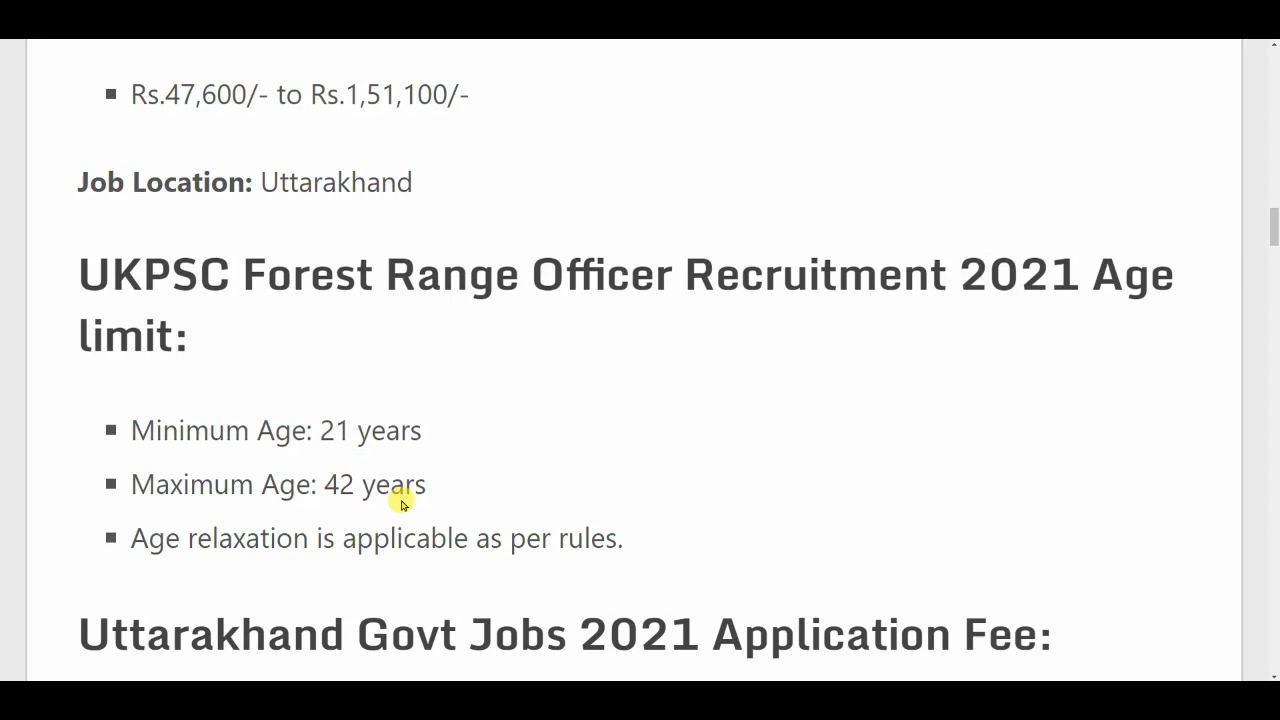 Rs.47,600/- to Rs.1,51,100/-
Job Location: Uttarakhand
UKPSC Forest Range Officer Recruitment 2021 Age
limit:
Minimum Age: 21 years
Maximum Age: 42 years
Age relaxation is applicable as per rules.
Uttarakhand Govt Jobs 2021 Application Fee: